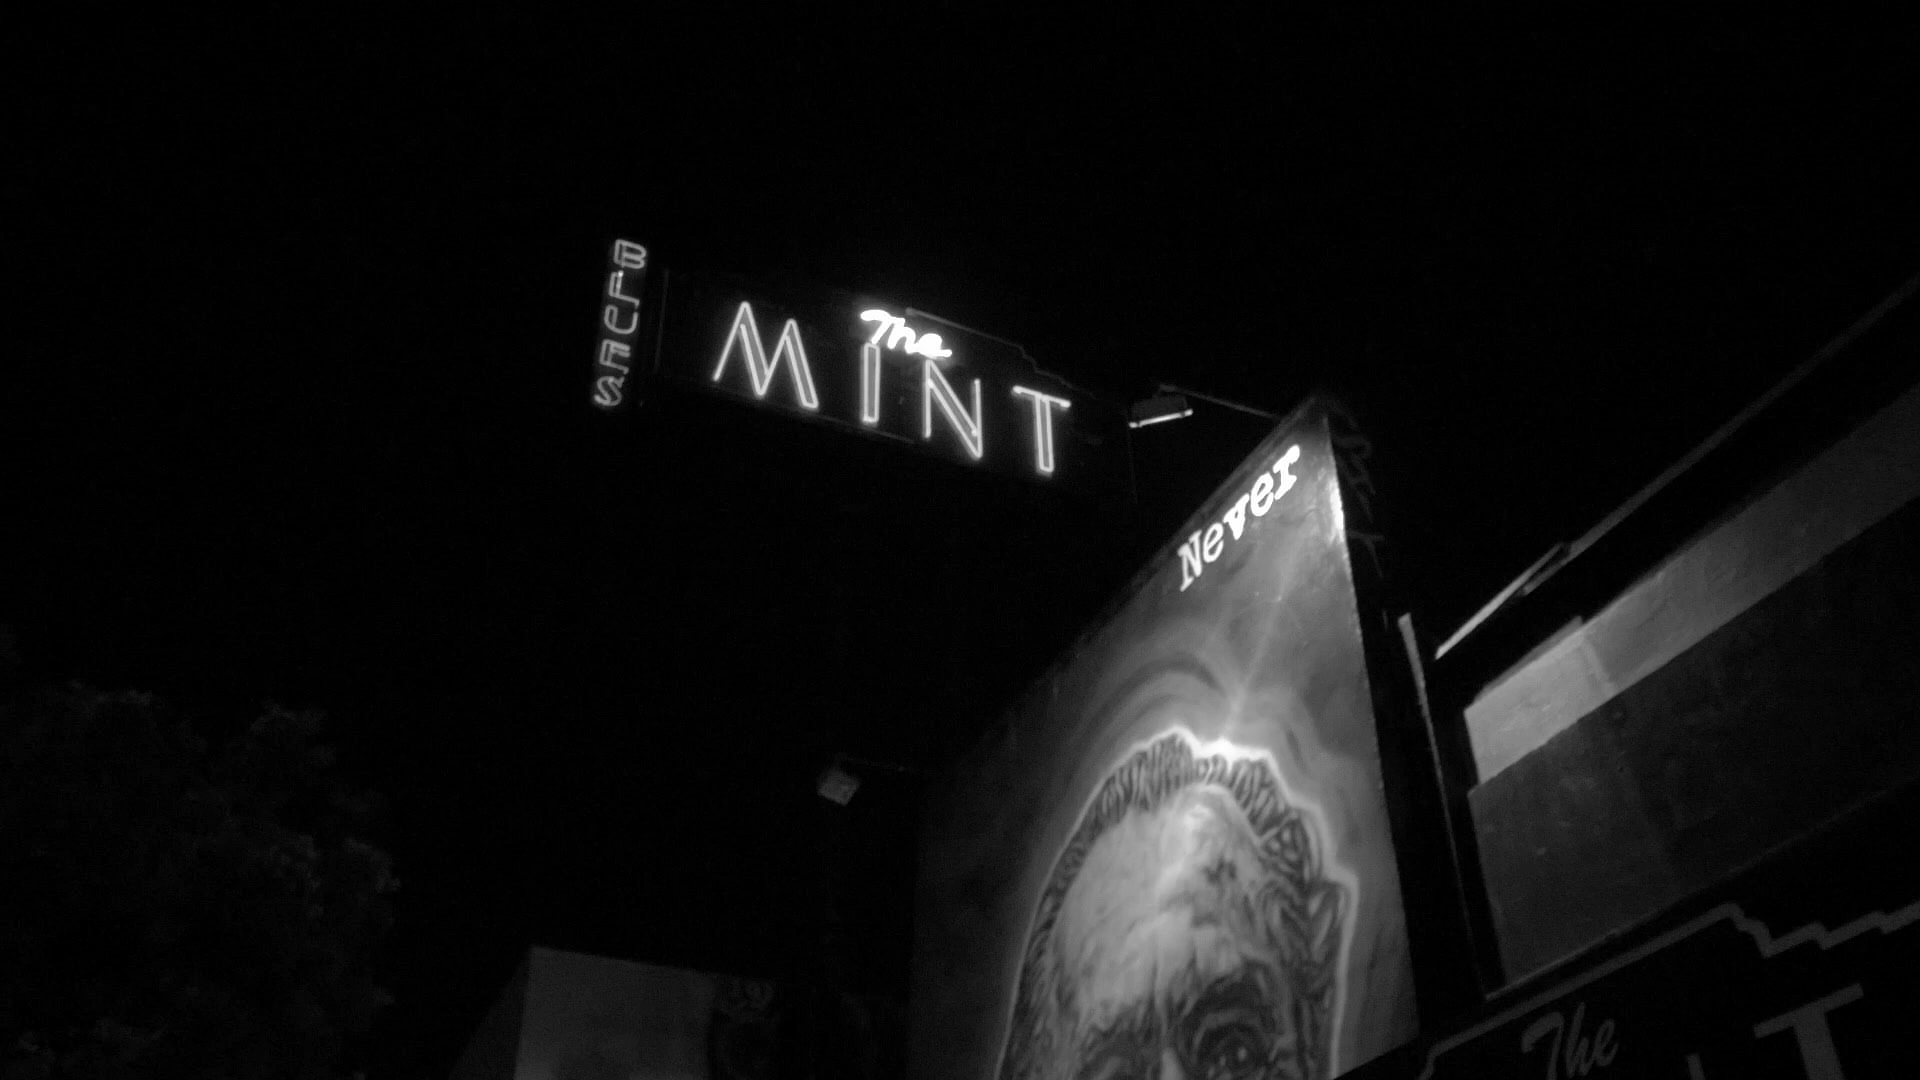 BLUES
The
MINT
Never
The